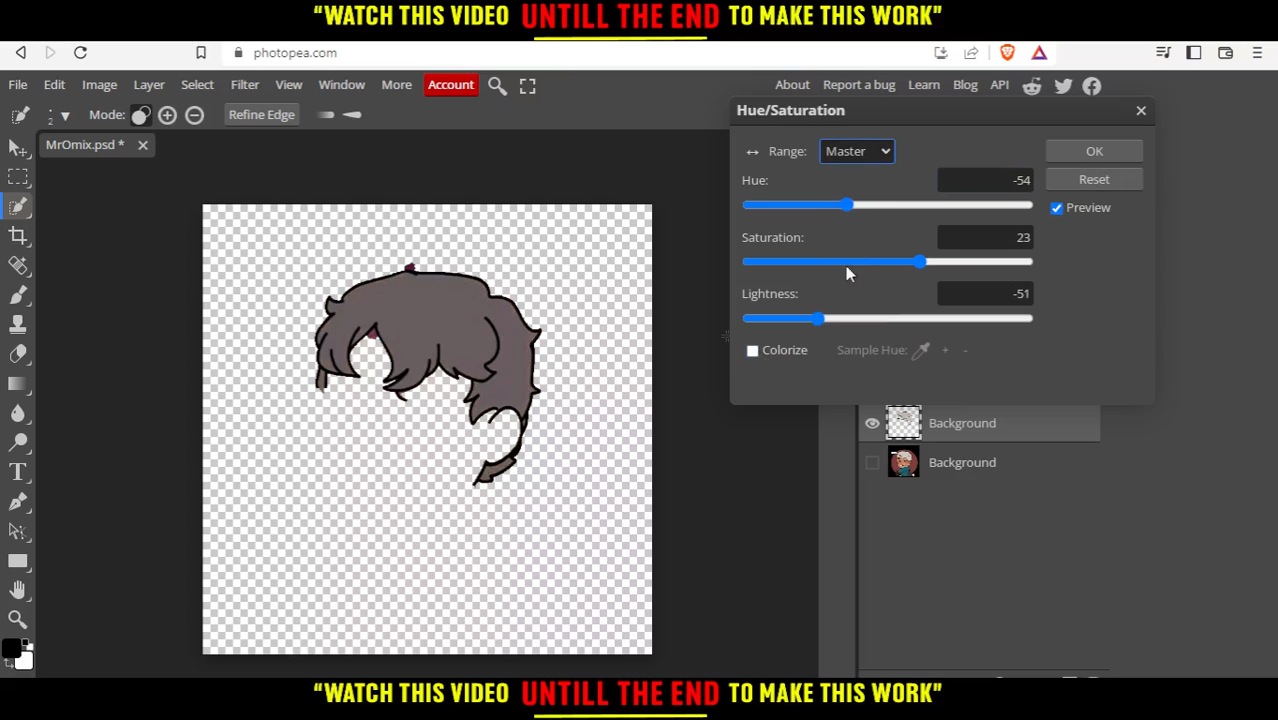 “WATCH THIS VIDEO UNTILL THE END TO MAKE THIS WORK”
photopea.com
File Edit Image Layer Select Filter View Window More Account About Report a bug Learn Blog API
2 Mode: Refine Edge
Hue/Saturation
MrOmix.psd *
Range: Master OK
Hue: -54 Reset
Preview
Saturation: 23
Lightness: -51
Colorize Sample Hue: + -
Background
Background
“WATCH THIS VIDEO UNTILL THE END TO MAKE THIS WORK”